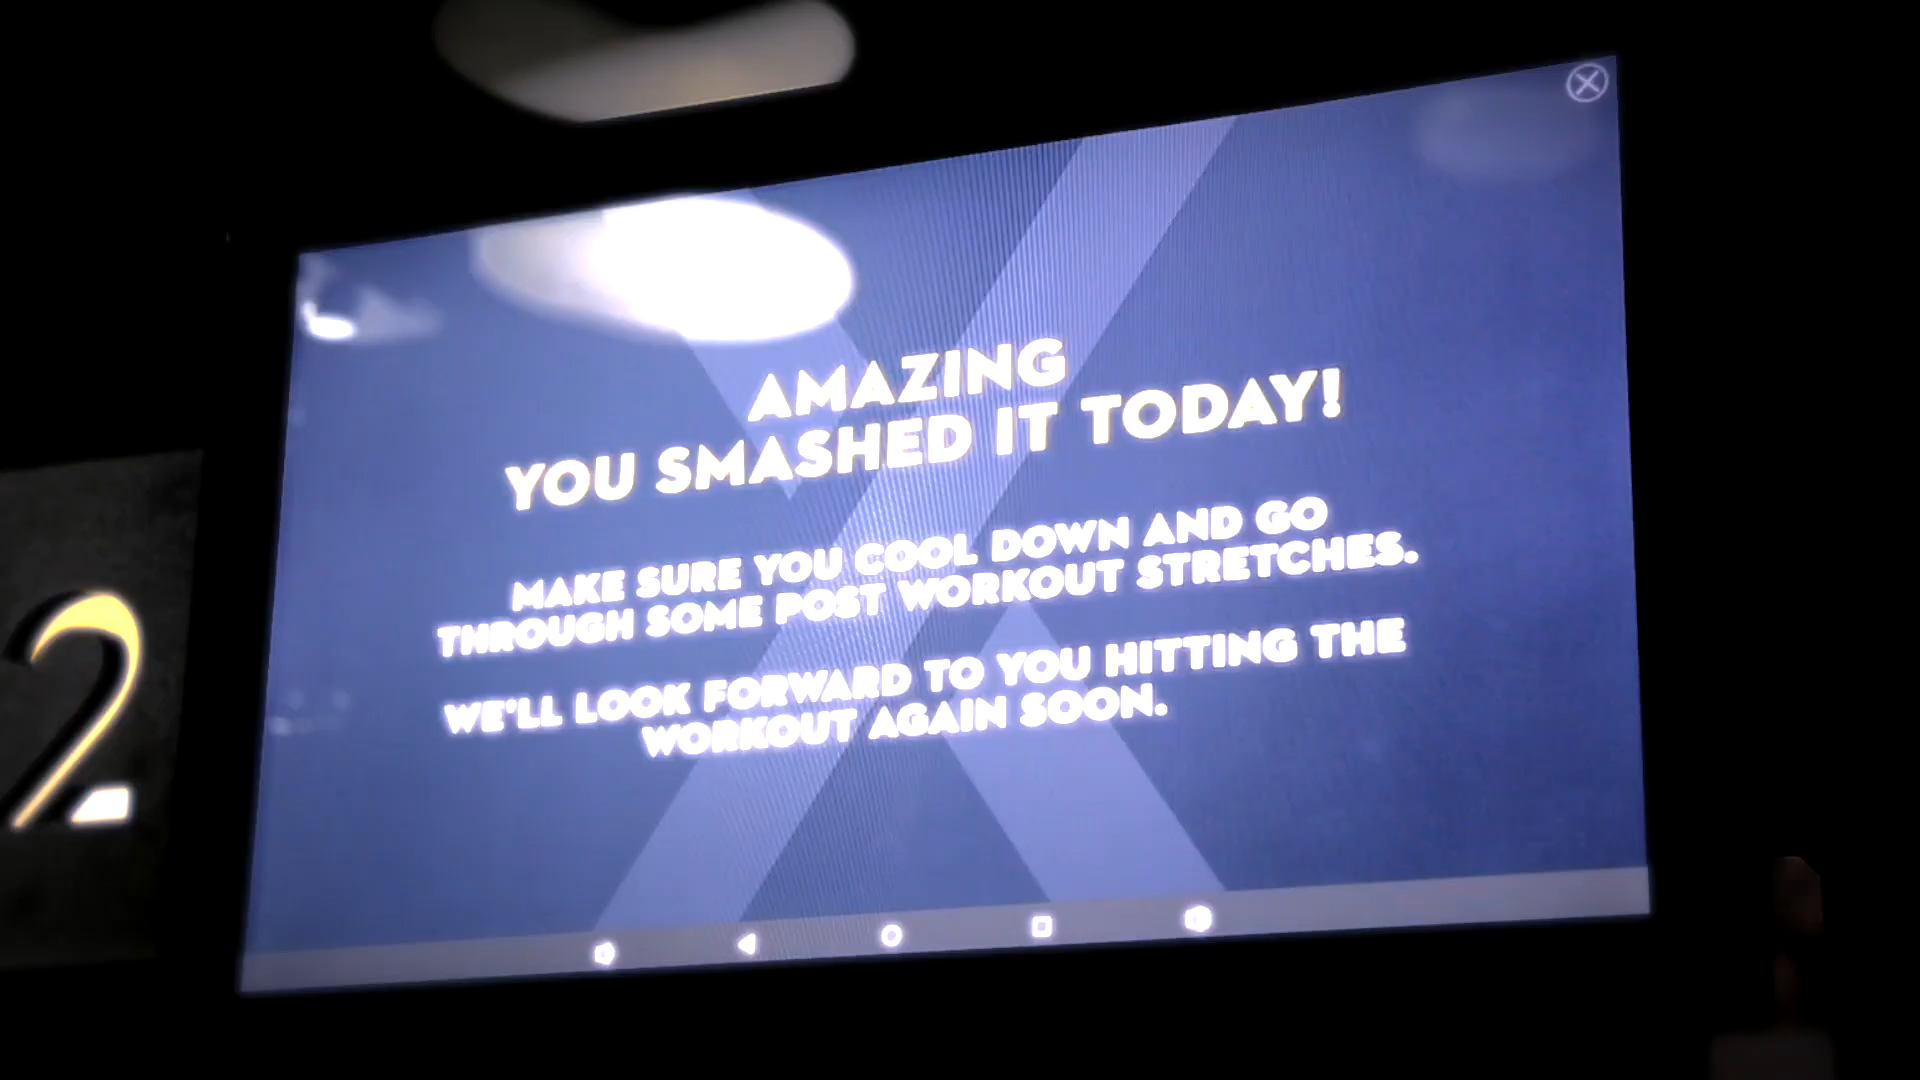 AMAZING
YOU SMASHED IT TODAY!
MAKE SURE YOU COOL DOWN AND GO
THROUGH SOME POST WORKOUT STRETCHES.
WE'LL LOOK FORWARD TO YOU HITTING THE
WORKOUT AGAIN SOON.
2